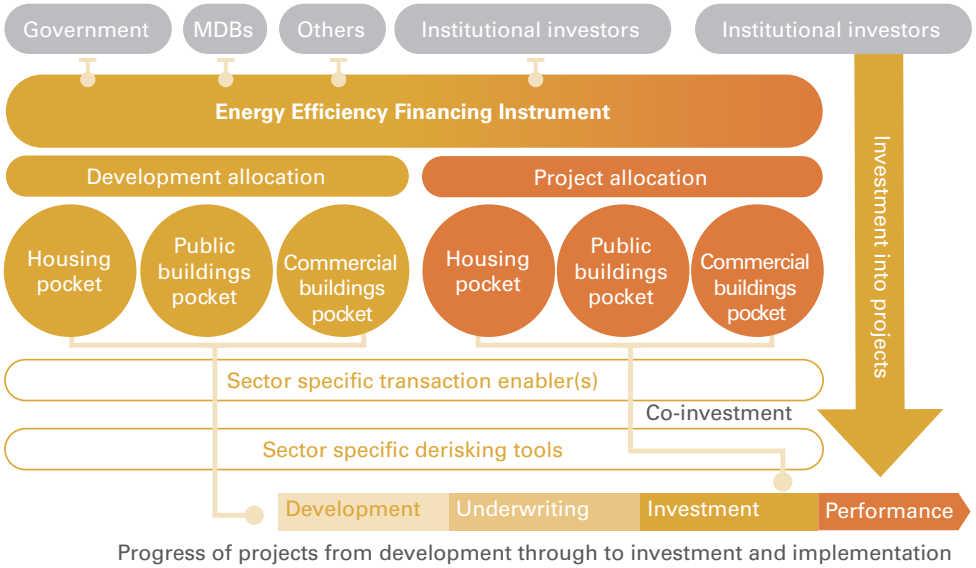 Government
MDBs
Others
Institutional investors
Institutional investors
Energy Efficiency Financing Instrument
Development allocation
Project allocation
Housing
pocket
Public
buildings
pocket
Commercial
buildings
pocket
Housing
pocket
Public
buildings
pocket
Commercial
buildings
pocket
Investment into projects
Sector specific transaction enabler(s)
Co-investment
Sector specific derisking tools
Development
Underwriting
Investment
Performance
Progress of projects from development through to investment and implementation